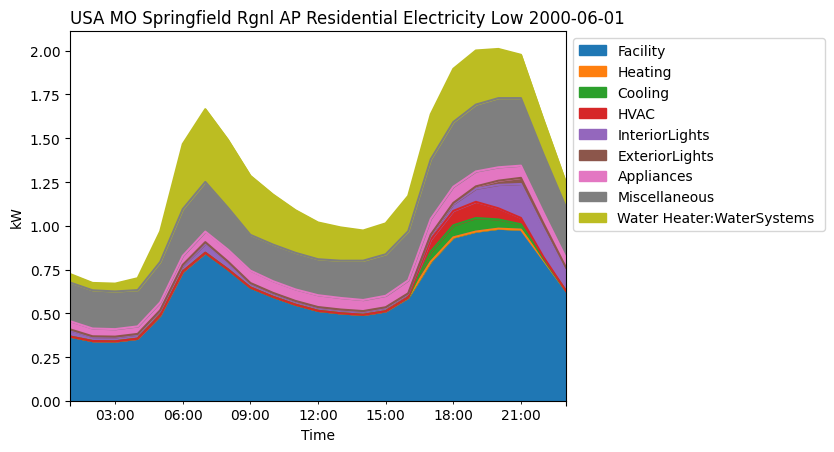 USA MO Springfield Rgnl AP Residential Electricity Low 2000-06-01
kW
2.00
1.75
1.50
1.25
1.00
0.75
0.50
0.25
0.00
03:00
06:00
09:00
12:00
15:00
18:00
21:00
Time
Facility
Heating
Cooling
HVAC
InteriorLights
ExteriorLights
Appliances
Miscellaneous
Water Heater:WaterSystems